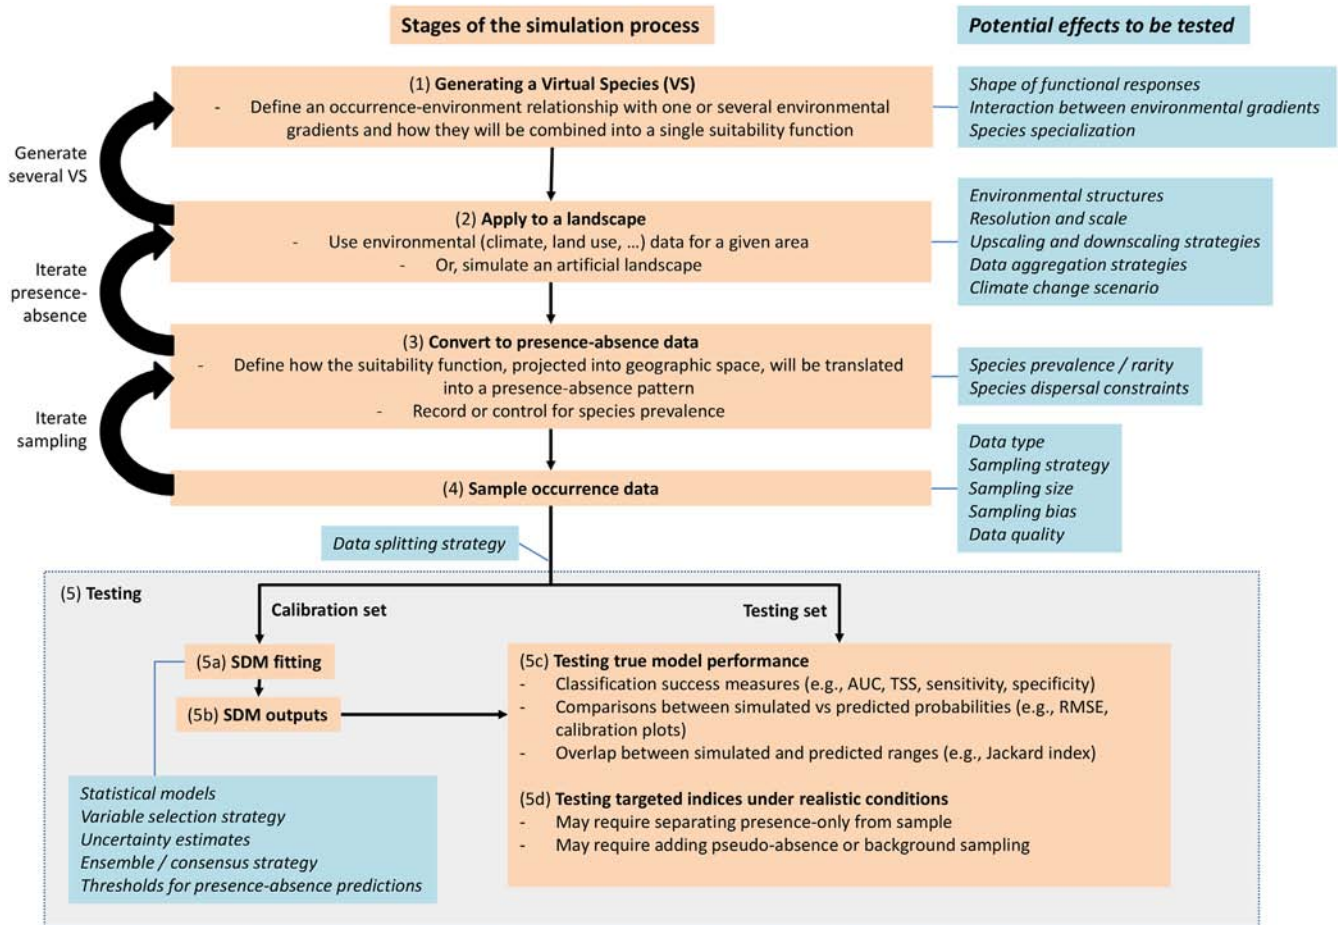 Stages of the simulation process
Potential effects to be tested
(1) Generating a Virtual Species (VS)
- Define an occurrence-environment relationship with one or several environmental
gradients and how they will be combined into a single suitability function
Shape of functional responses
Interaction between environmental gradients
Species specialization
Generate
several VS
(2) Apply to a landscape
- Use environmental (climate, land use, ...) data for a given area
- Or, simulate an artificial landscape
Environmental structures
Resolution and scale
Upscaling and downscaling strategies
Data aggregation strategies
Climate change scenario
Iterate
presence-
absence
(3) Convert to presence-absence data
- Define how the suitability function, projected into geographic space, will be translated
into a presence-absence pattern
- Record or control for species prevalence
Species prevalence / rarity
Species dispersal constraints
Iterate
sampling
(4) Sample occurrence data
Data type
Sampling strategy
Sampling size
Sampling bias
Data quality
Data splitting strategy
(5) Testing
Calibration set
Testing set
(5a) SDM fitting
(5b) SDM outputs
Statistical models
Variable selection strategy
Uncertainty estimates
Ensemble / consensus strategy
Thresholds for presence-absence predictions
(5c) Testing true model performance
- Classification success measures (e.g., AUC, TSS, sensitivity, specificity)
- Comparisons between simulated vs predicted probabilities (e.g., RMSE,
calibration plots)
- Overlap between simulated and predicted ranges (e.g., Jackard index)
(5d) Testing targeted indices under realistic conditions
- May require separating presence-only from sample
- May require adding pseudo-absence or background sampling